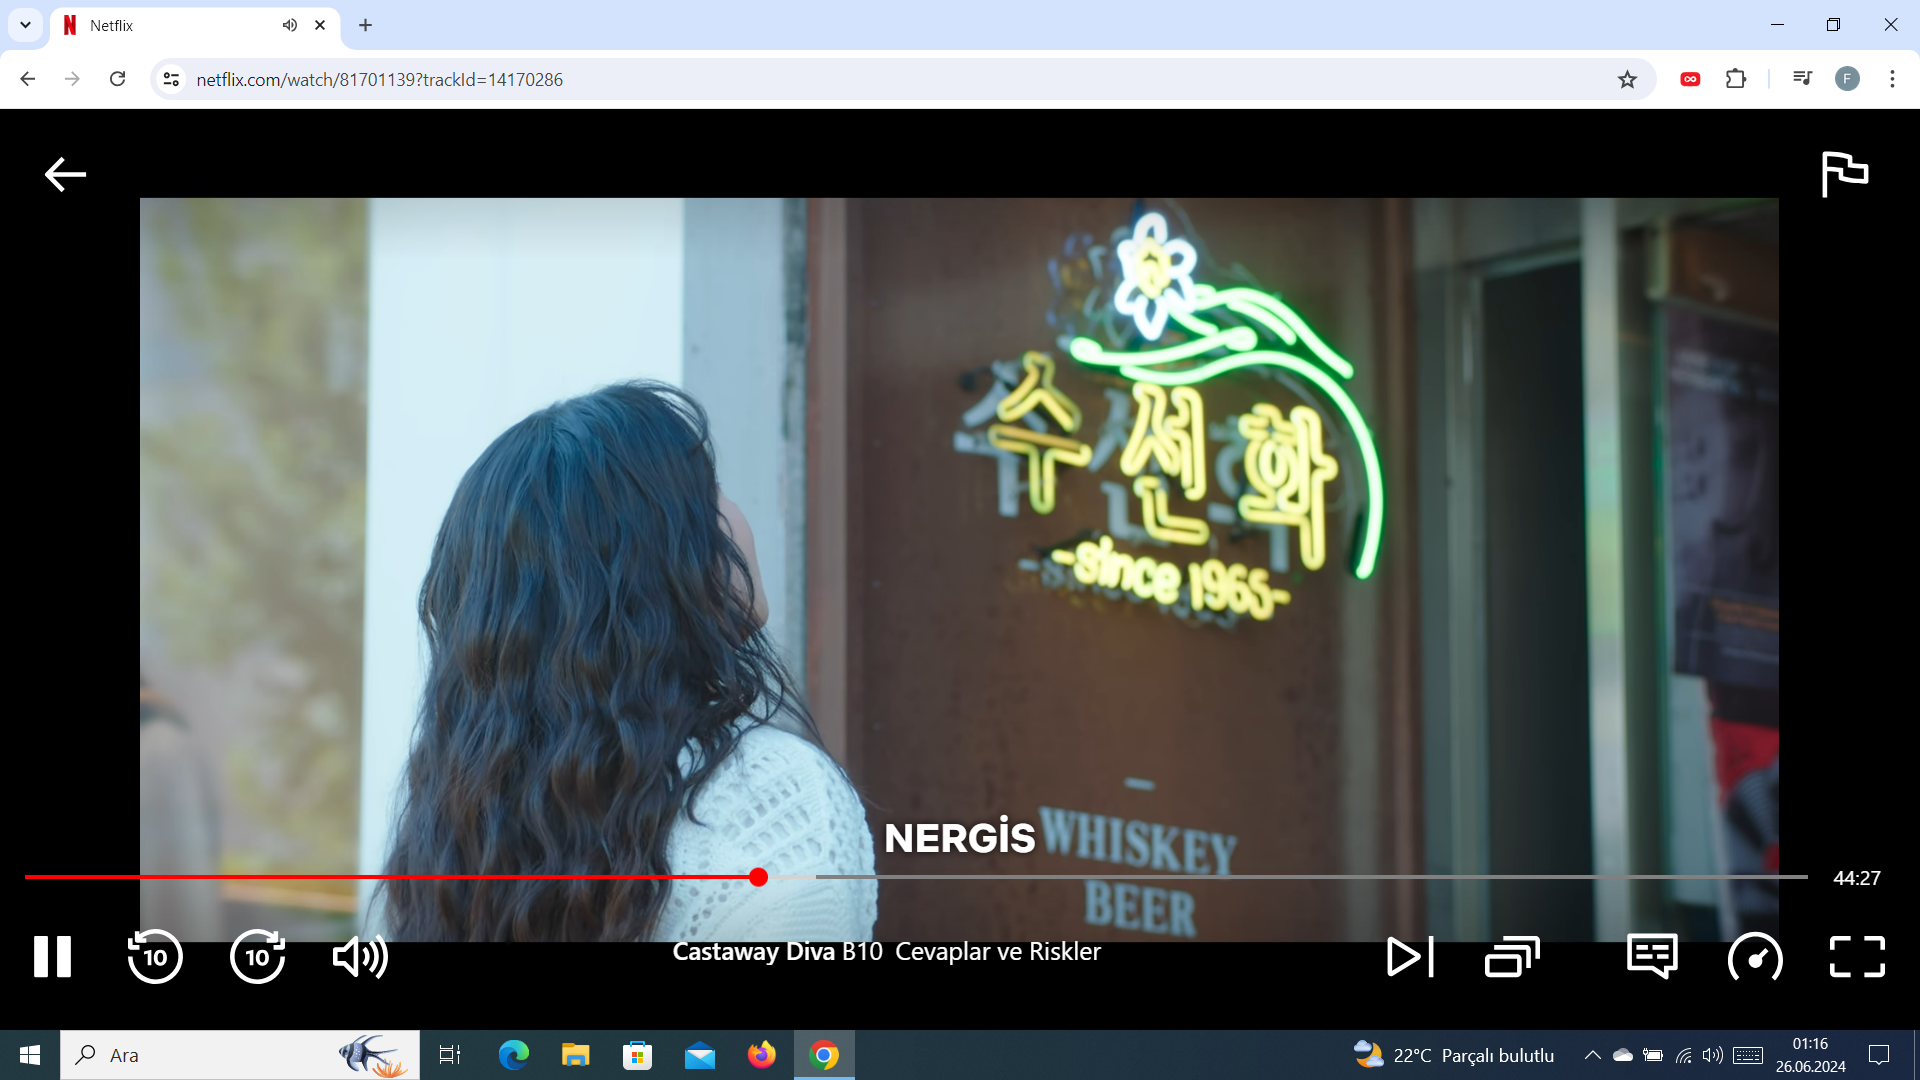 Netflix
netflix.com/watch/81701139?trackId=14170286
수선화
-since 1965-
NERGİS
WHISKEY
BEER
44:27
10
10
Castaway Diva B10 Cevaplar ve Riskler
Ara
22°C Parçalı bulutlu
01:16
26.06.2024
F